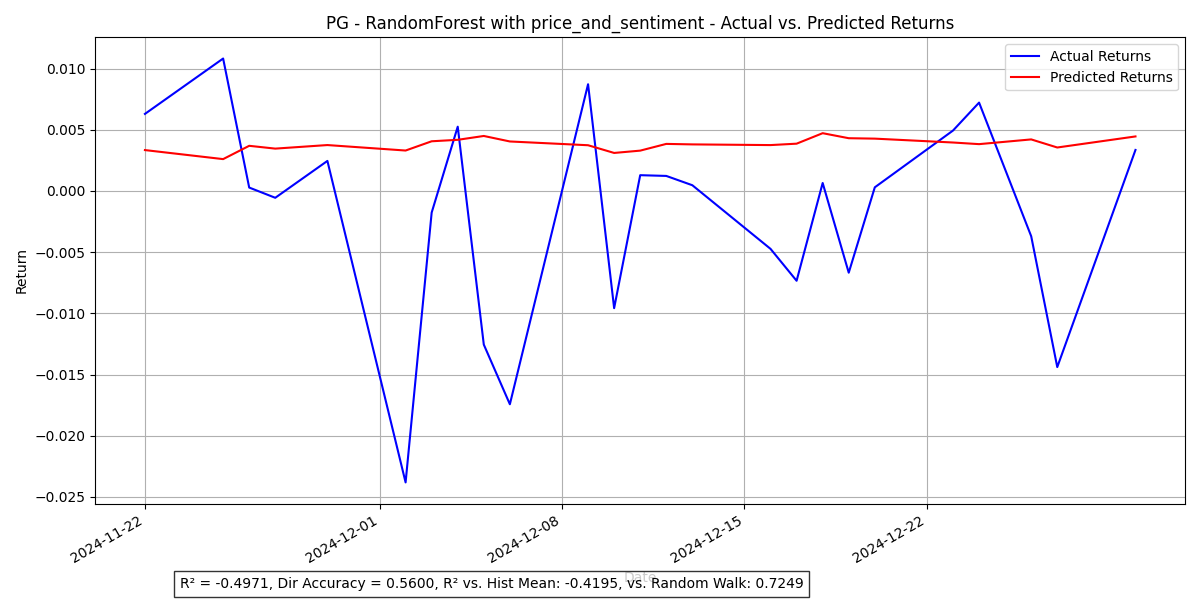 PG - RandomForest with price_and_sentiment - Actual vs. Predicted Returns
Actual Returns
Predicted Returns
0.010
0.005
0.000
−0.005
−0.010
−0.015
−0.020
−0.025
Return
2024-11-22
2024-12-01
2024-12-08
2024-12-15
2024-12-22
Date
R² = -0.4971, Dir Accuracy = 0.5600, R² vs. Hist Mean: -0.4195, vs. Random Walk: 0.7249